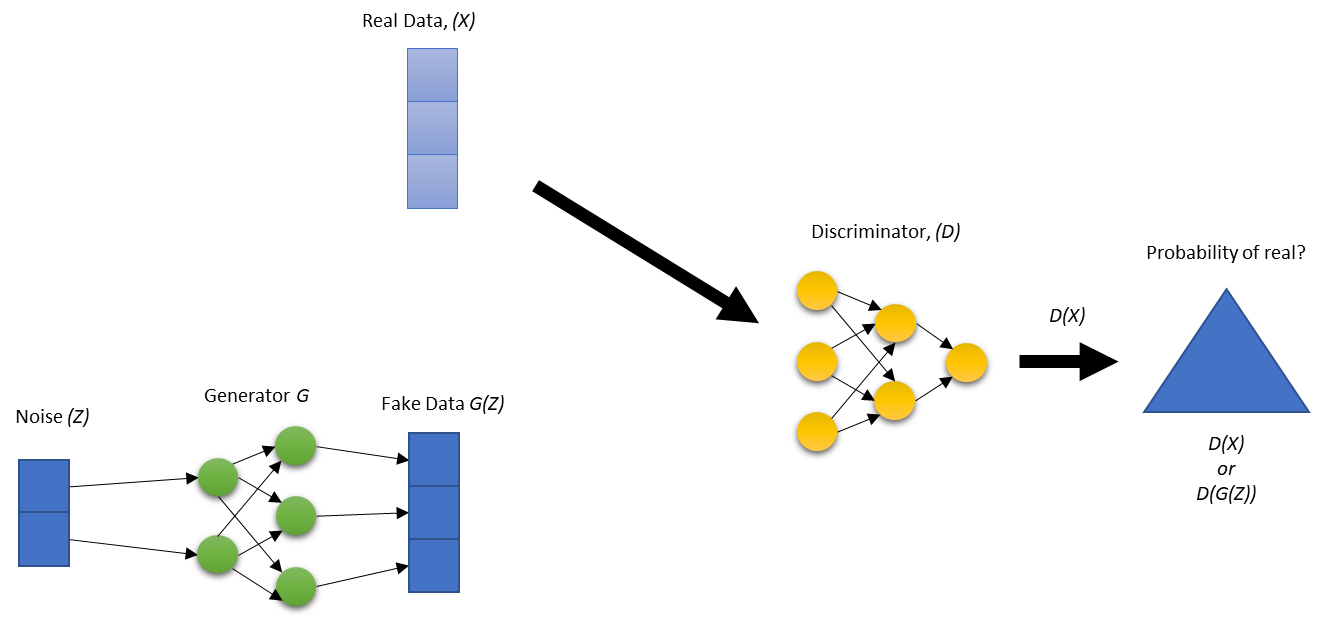 Real Data, (X)
Discriminator, (D)
Probability of real?
D(X)
Generator G
Fake Data G(Z)
Noise (Z)
D(X)
or
D(G(Z))